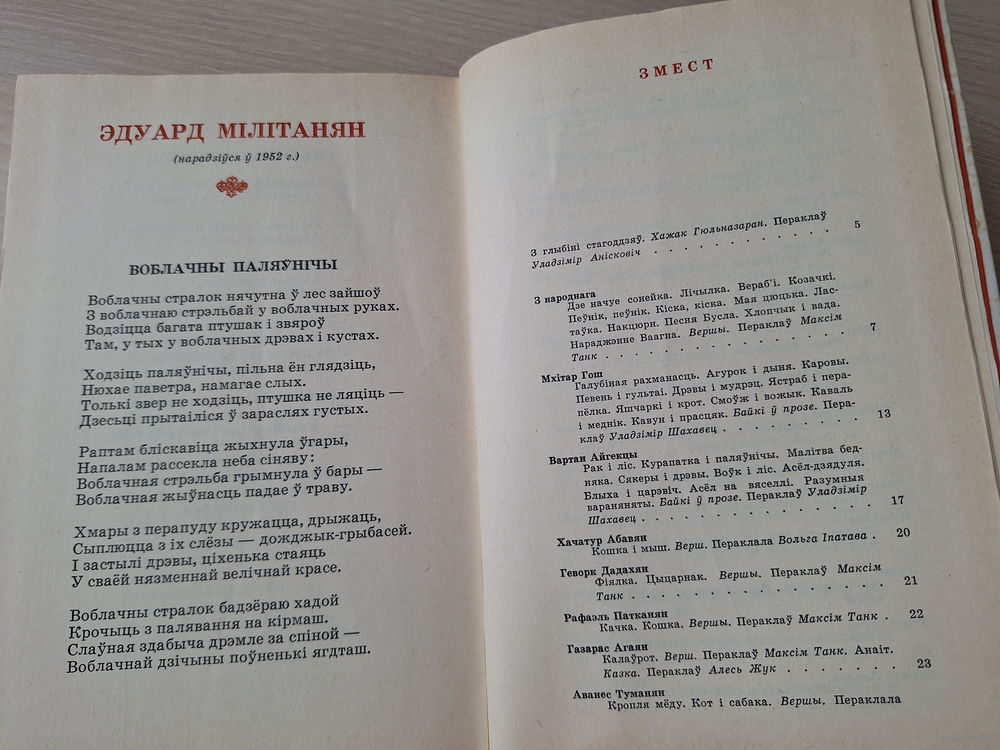 ЭДУАРД МІЛІТАНЯН
(нарадзіўся ў 1952 г.)
ВОБЛАЧНЫ ПАЛЯЎНІЧЫ
Воблачны стралок нячутна ў лес зайшоў
З воблачнаю стрэльбай у воблачных руках.
Водзіцца багата птушак і звяроў
Там, у тых у воблачных дрэвах і кустах.
Ходзіць паляўнічы, пільна ён глядзіць,
Нюхае паветра, намагае слых.
Толькі звер не ходзіць, птушка не ляціць —
Дзесьці прытаіліся ў зараслях густых.
Раптам бліскавіца жыхнула ўгары,
Напалам рассекла неба сіняву:
Воблачная стрэльба грымнула ў бары —
Воблачная жыўнасць падае ў траву.
Хмары з перапуду кружацца, дрыжаць,
Сыплюцца з іх слёзы — дожджык-грыбасей.
І застылі дрэвы, ціхенька стаяць
У сваёй нязменнай велічнай красе.
Воблачны стралок бадзёраю хадой
Крочыць з палявання на кірмаш.
Слаўная здабыча дрэмле за спіной —
Воблачнай дзічыны поўненькі ягдташ.
ЗМЕСТ
З глыбіні стагоддзяў. Хажак Гюльназаран. Пераклаў
Уладзімір Анісковіч . . . . . . . . . . . 5
З народнага
Дзе начуе сонейка. Лічылка. Вераб'і. Козачкі.
Пеўнік, пеўнік. Кіска, кіска. Мая цюцька. Лас-
таўка. Накцюрн. Песня Бусла. Хлопчык і вада.
Нараджэнне Ваагна. Вершы. Пераклаў Максім
Танк . . . . . . . . . . . . . . 7
Мхітар Гош
Галубіная рахманасць. Агурок і дыня. Каровы.
Певень і гультаі. Дрэвы і мудрэц. Ястраб і пера-
пёлка. Яшчаркі і крот. Смоўж і вожык. Каваль
і меднік. Кавун і прасцяк. Байкі ў прозе. Пера-
клаў Уладзімір Шахавец . . . . . . . . 13
Вартан Айгекцы
Рак і ліс. Курапатка і паляўнічы. Малітва бед-
няка. Сякеры і дрэвы. Воўк і ліс. Асёл-дзядуля.
Блыха і царэвіч. Асёл на вяселлі. Разумныя
вараняняты. Байкі ў прозе. Пераклаў Уладзімір
Шахавец . . . . . . . . . . . . 17
Хачатур Абавян
Кошка і мыш. Верш. Пераклала Вольга Іпатава . 20
Геворк Дадахян
Фіялка. Цыцарнак. Вершы. Пераклаў Максім
Танк . . . . . . . . . . . . . 21
Рафаэль Патканян
Качка. Кошка. Вершы. Пераклаў Максім Танк . 22
Газарас Агаян
Калаўрот. Верш. Пераклаў Максім Танк. Анаіт.
Казка. Пераклаў Алесь Жук . . . . . . . 23
Аванес Туманян
Кропля мёду. Кот і сабака. Вершы. Пераклала